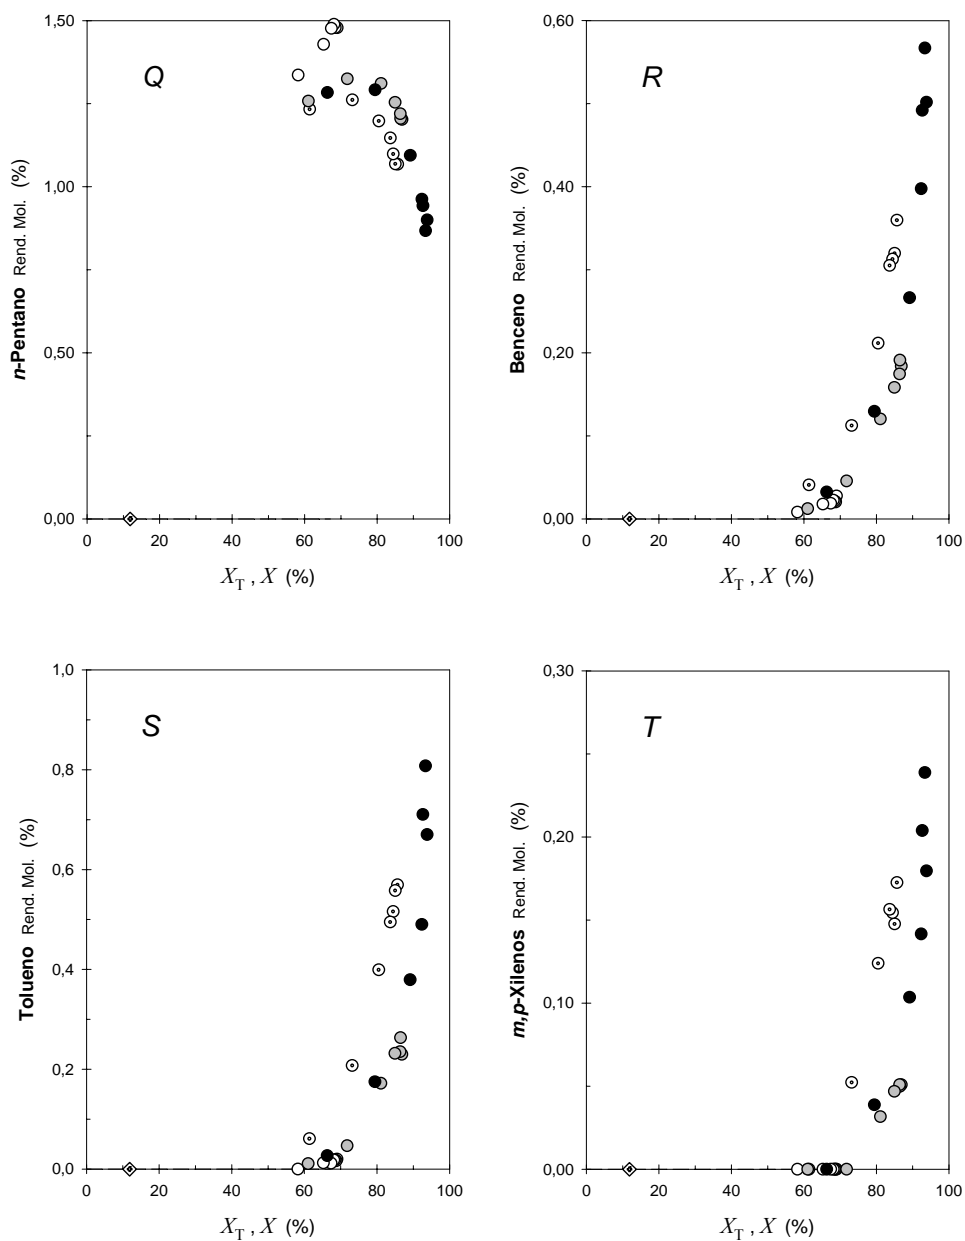 1,50
1,00
0,50
0,00
n-Pentano Rend. Mol. (%)
Q
0 20 40 60 80 100
X_T , X (%)
0,60
0,40
0,20
0,00
Benceno Rend. Mol. (%)
R
0 20 40 60 80 100
X_T , X (%)
1,0
0,8
0,6
0,4
0,2
0,0
Tolueno Rend. Mol. (%)
S
0 20 40 60 80 100
X_T , X (%)
0,30
0,20
0,10
0,00
m,p-Xilenos Rend. Mol. (%)
T
0 20 40 60 80 100
X_T , X (%)